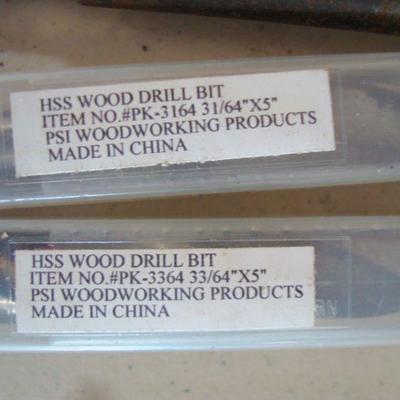 HSS WOOD DRILL BIT
ITEM NO.#PK-3164 31/64"X5"
PSI WOODWORKING PRODUCTS
MADE IN CHINA
HSS WOOD DRILL BIT
ITEM NO.#PK-3364 33/64"X5"
PSI WOODWORKING PRODUCTS
MADE IN CHINA